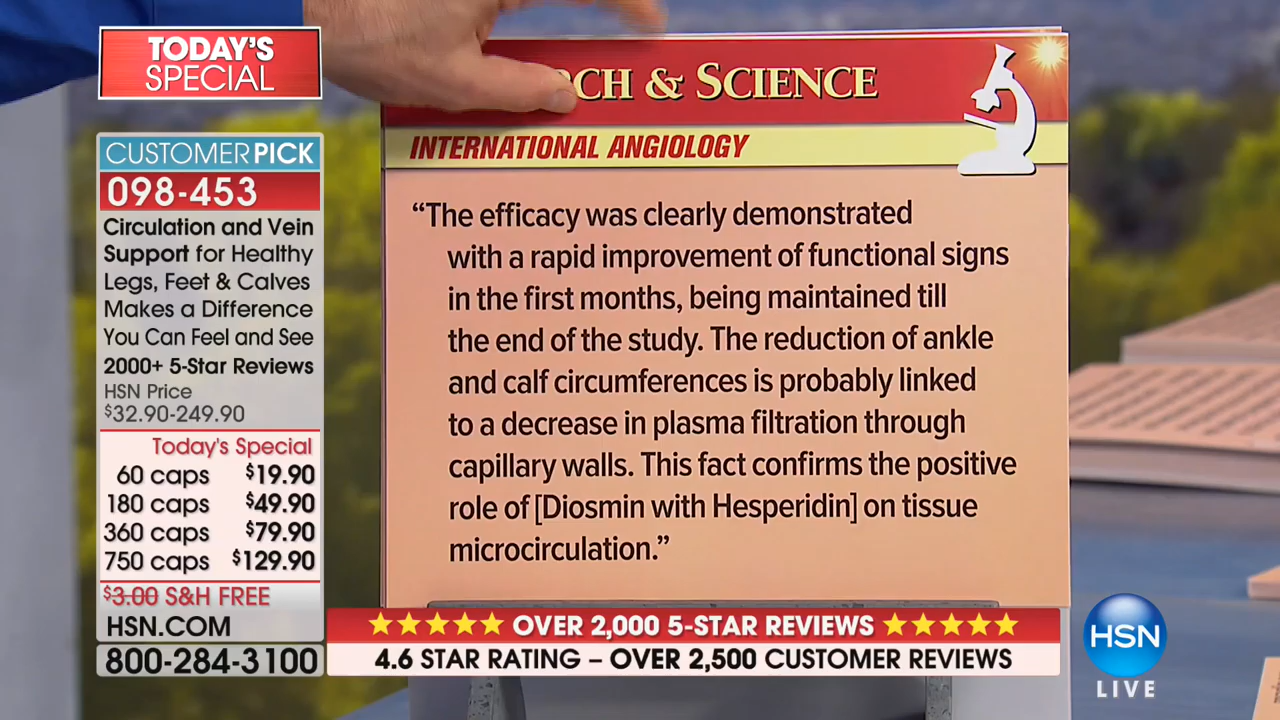 TODAY'S
SPECIAL
CUSTOMER PICK
098-453
Circulation and Vein
Support for Healthy
Legs, Feet & Calves
Makes a Difference
You Can Feel and See
2000+ 5-Star Reviews
HSN Price
$32.90-249.90
Today's Special
60 caps $19.90
180 caps $49.90
360 caps $79.90
750 caps $129.90
$3.00 S&H FREE
HSN.COM
800-284-3100
RCH & SCIENCE
INTERNATIONAL ANGIOLOGY
“The efficacy was clearly demonstrated
with a rapid improvement of functional signs
in the first months, being maintained till
the end of the study. The reduction of ankle
and calf circumferences is probably linked
to a decrease in plasma filtration through
capillary walls. This fact confirms the positive
role of [Diosmin with Hesperidin] on tissue
microcirculation.”
OVER 2,000 5-STAR REVIEWS
4.6 STAR RATING – OVER 2,500 CUSTOMER REVIEWS
HSN
LIVE